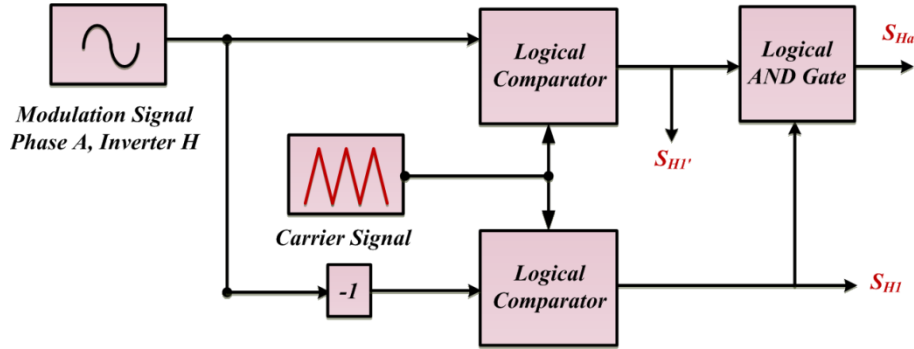 Modulation Signal
Phase A, Inverter H
Logical
Comparator
Logical
AND Gate
S_Ha
S_H1'
Carrier Signal
-1
Logical
Comparator
S_H1